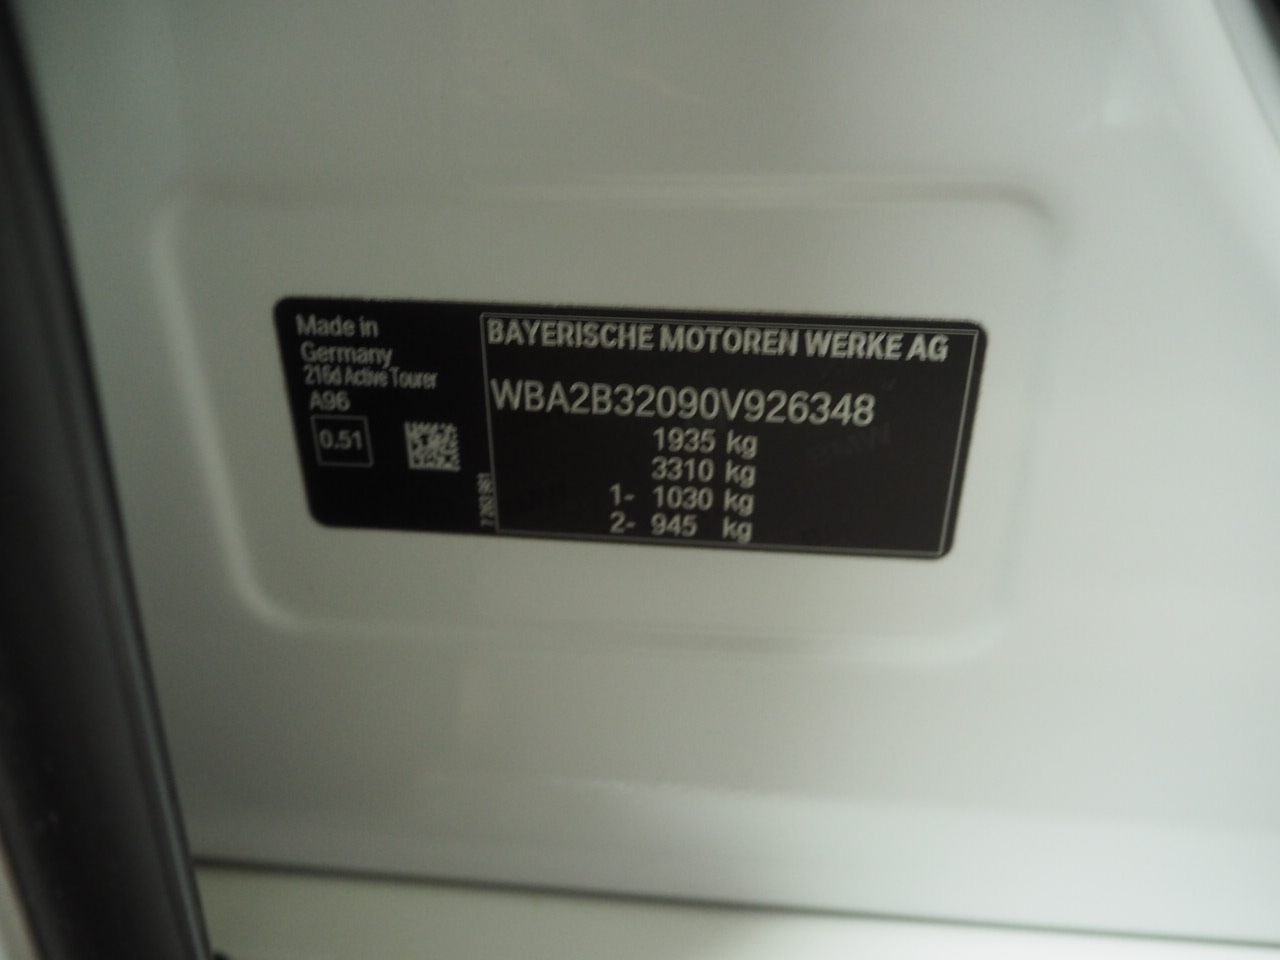 Made in
Germany
216d Active Tourer
A96
0.51
BAYERISCHE MOTOREN WERKE AG
WBA2B32090V926348
1935 kg
3310 kg
1- 1030 kg
2- 945 kg